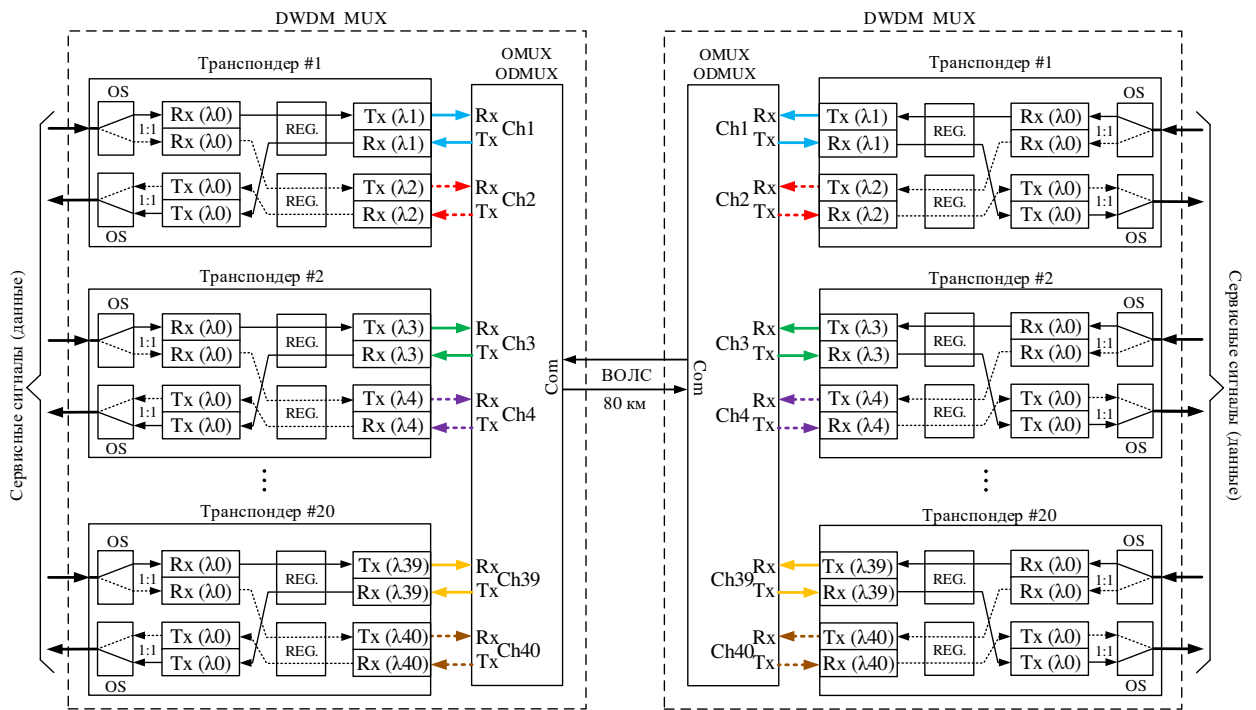 DWDM MUX
Транспондер #1
OMUX
ODMUX
OS
1:1
Rx (λ0)
Rx (λ0)
REG.
Tx (λ1)
Rx (λ1)
Rx
Tx
Ch1
1:1
Tx (λ0)
Tx (λ0)
REG.
Tx (λ2)
Rx (λ2)
Rx
Tx
Ch2
OS
Транспондер #2
OS
1:1
Rx (λ0)
Rx (λ0)
REG.
Tx (λ3)
Rx (λ3)
Rx
Tx
Ch3
1:1
Tx (λ0)
Tx (λ0)
REG.
Tx (λ4)
Rx (λ4)
Rx
Tx
Ch4
OS
Com
Транспондер #20
OS
1:1
Rx (λ0)
Rx (λ0)
REG.
Tx (λ39)
Rx (λ39)
Rx
Tx
Ch39
1:1
Tx (λ0)
Tx (λ0)
REG.
Tx (λ40)
Rx (λ40)
Rx
Tx
Ch40
OS
Сервисные сигналы (данные)
ВОЛС
80 км
DWDM MUX
OMUX
ODMUX
Транспондер #1
OS
Ch1
Rx
Tx
Tx (λ1)
Rx (λ1)
REG.
Rx (λ0)
Rx (λ0)
1:1
Ch2
Rx
Tx
Tx (λ2)
Rx (λ2)
REG.
Tx (λ0)
Tx (λ0)
1:1
OS
Com
Транспондер #2
OS
Ch3
Rx
Tx
Tx (λ3)
Rx (λ3)
REG.
Rx (λ0)
Rx (λ0)
1:1
Ch4
Rx
Tx
Tx (λ4)
Rx (λ4)
REG.
Tx (λ0)
Tx (λ0)
1:1
OS
Транспондер #20
OS
Ch39
Rx
Tx
Tx (λ39)
Rx (λ39)
REG.
Rx (λ0)
Rx (λ0)
1:1
Ch40
Rx
Tx
Tx (λ40)
Rx (λ40)
REG.
Tx (λ0)
Tx (λ0)
1:1
OS
Сервисные сигналы (данные)